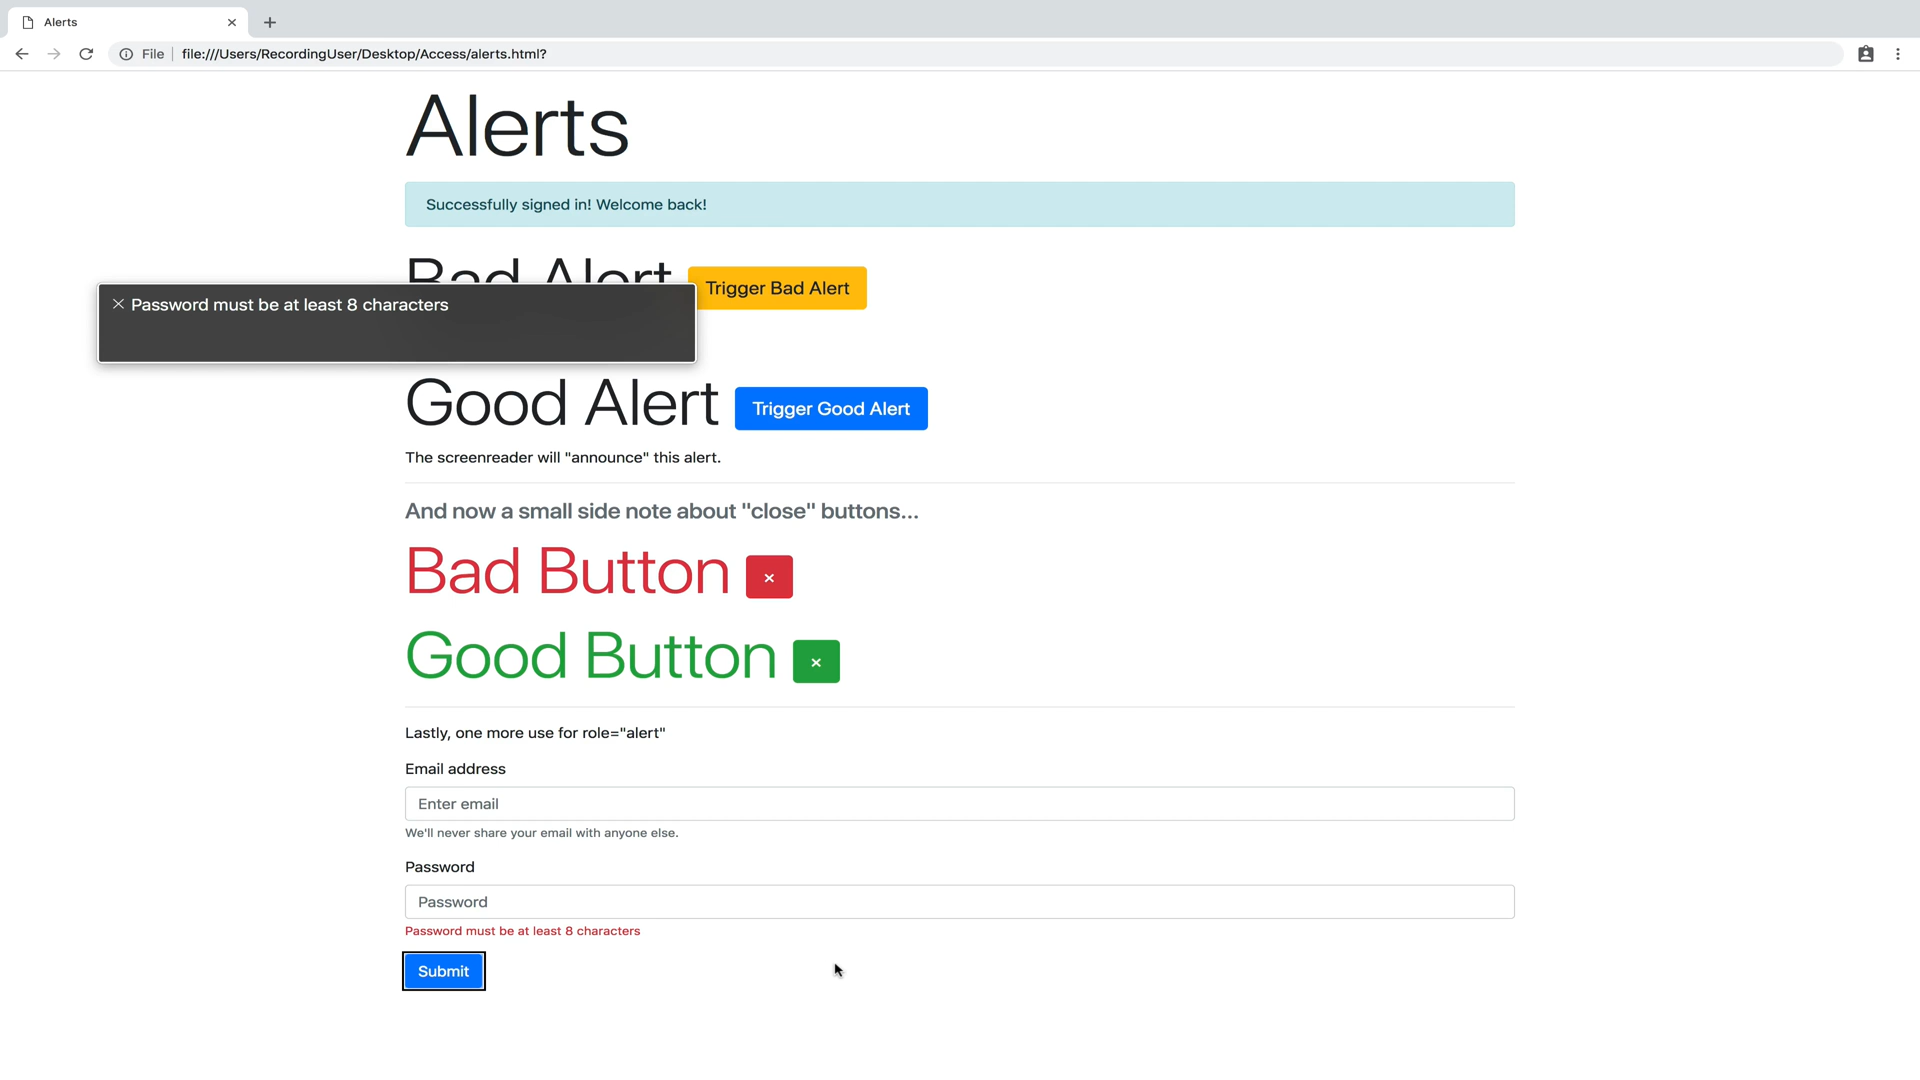 Alerts
File
file:///Users/RecordingUser/Desktop/Access/alerts.html?
Alerts
Successfully signed in! Welcome back!
Bad Alert Trigger Bad Alert
Password must be at least 8 characters
Good Alert Trigger Good Alert
The screenreader will "announce" this alert.
And now a small side note about "close" buttons...
Bad Button ×
Good Button ×
Lastly, one more use for role="alert"
Email address
Enter email
We'll never share your email with anyone else.
Password
Password
Password must be at least 8 characters
Submit